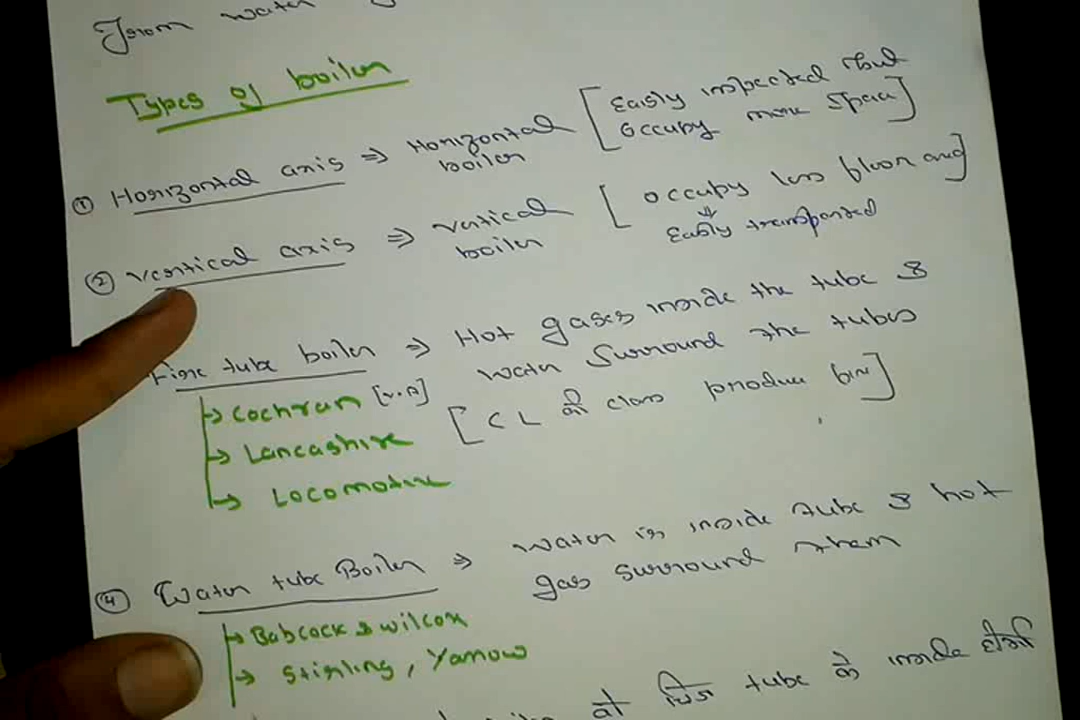 From water
Types of boiler
① Horizontal axis ⇒ Horizontal boiler [Easily inspected but occupy more space]
② Vertical axis ⇒ Vertical boiler [occupy less floor and] ⇓ Easily transported
Fire tube boiler ⇒ Hot gases inside the tube &
water surround the tubes
→ Cochran [V.A]
→ Lancashire [CL की class produce
→ Locomotive
④ Water tube Boiler ⇒ water is inside tube & hot
gas surround them
→ Babcock & wilcox
→ Stirling, Yarrow
tube के inside होगी